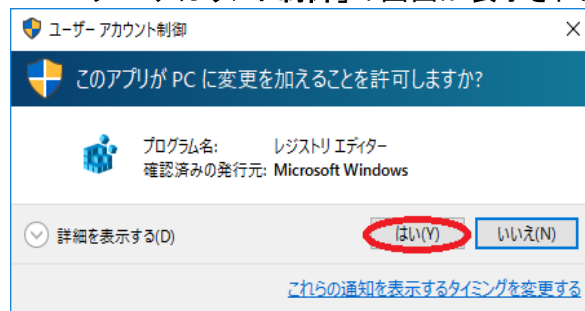 ユーザー アカウント制御
このアプリが PC に変更を加えることを許可しますか?
プログラム名: レジストリ エディター
確認済みの発行元: Microsoft Windows
詳細を表示する(D)
はい(Y)
いいえ(N)
これらの通知を表示するタイミングを変更する